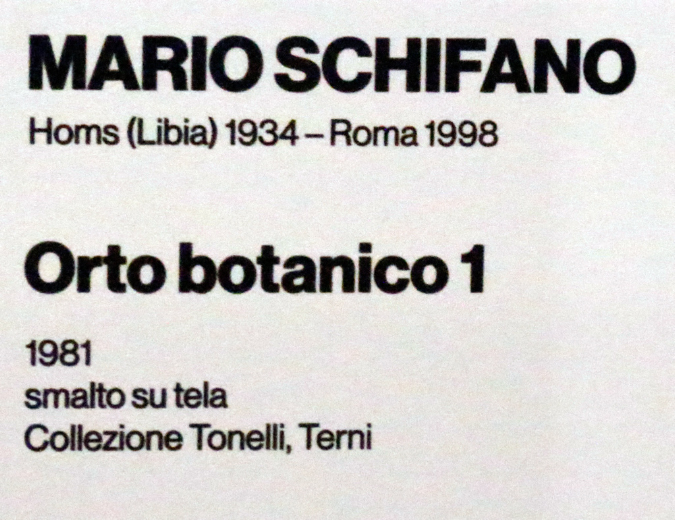 MARIO SCHIFANO
Homs (Libia) 1934 – Roma 1998
Orto botanico 1
1981
smalto su tela
Collezione Tonelli, Terni